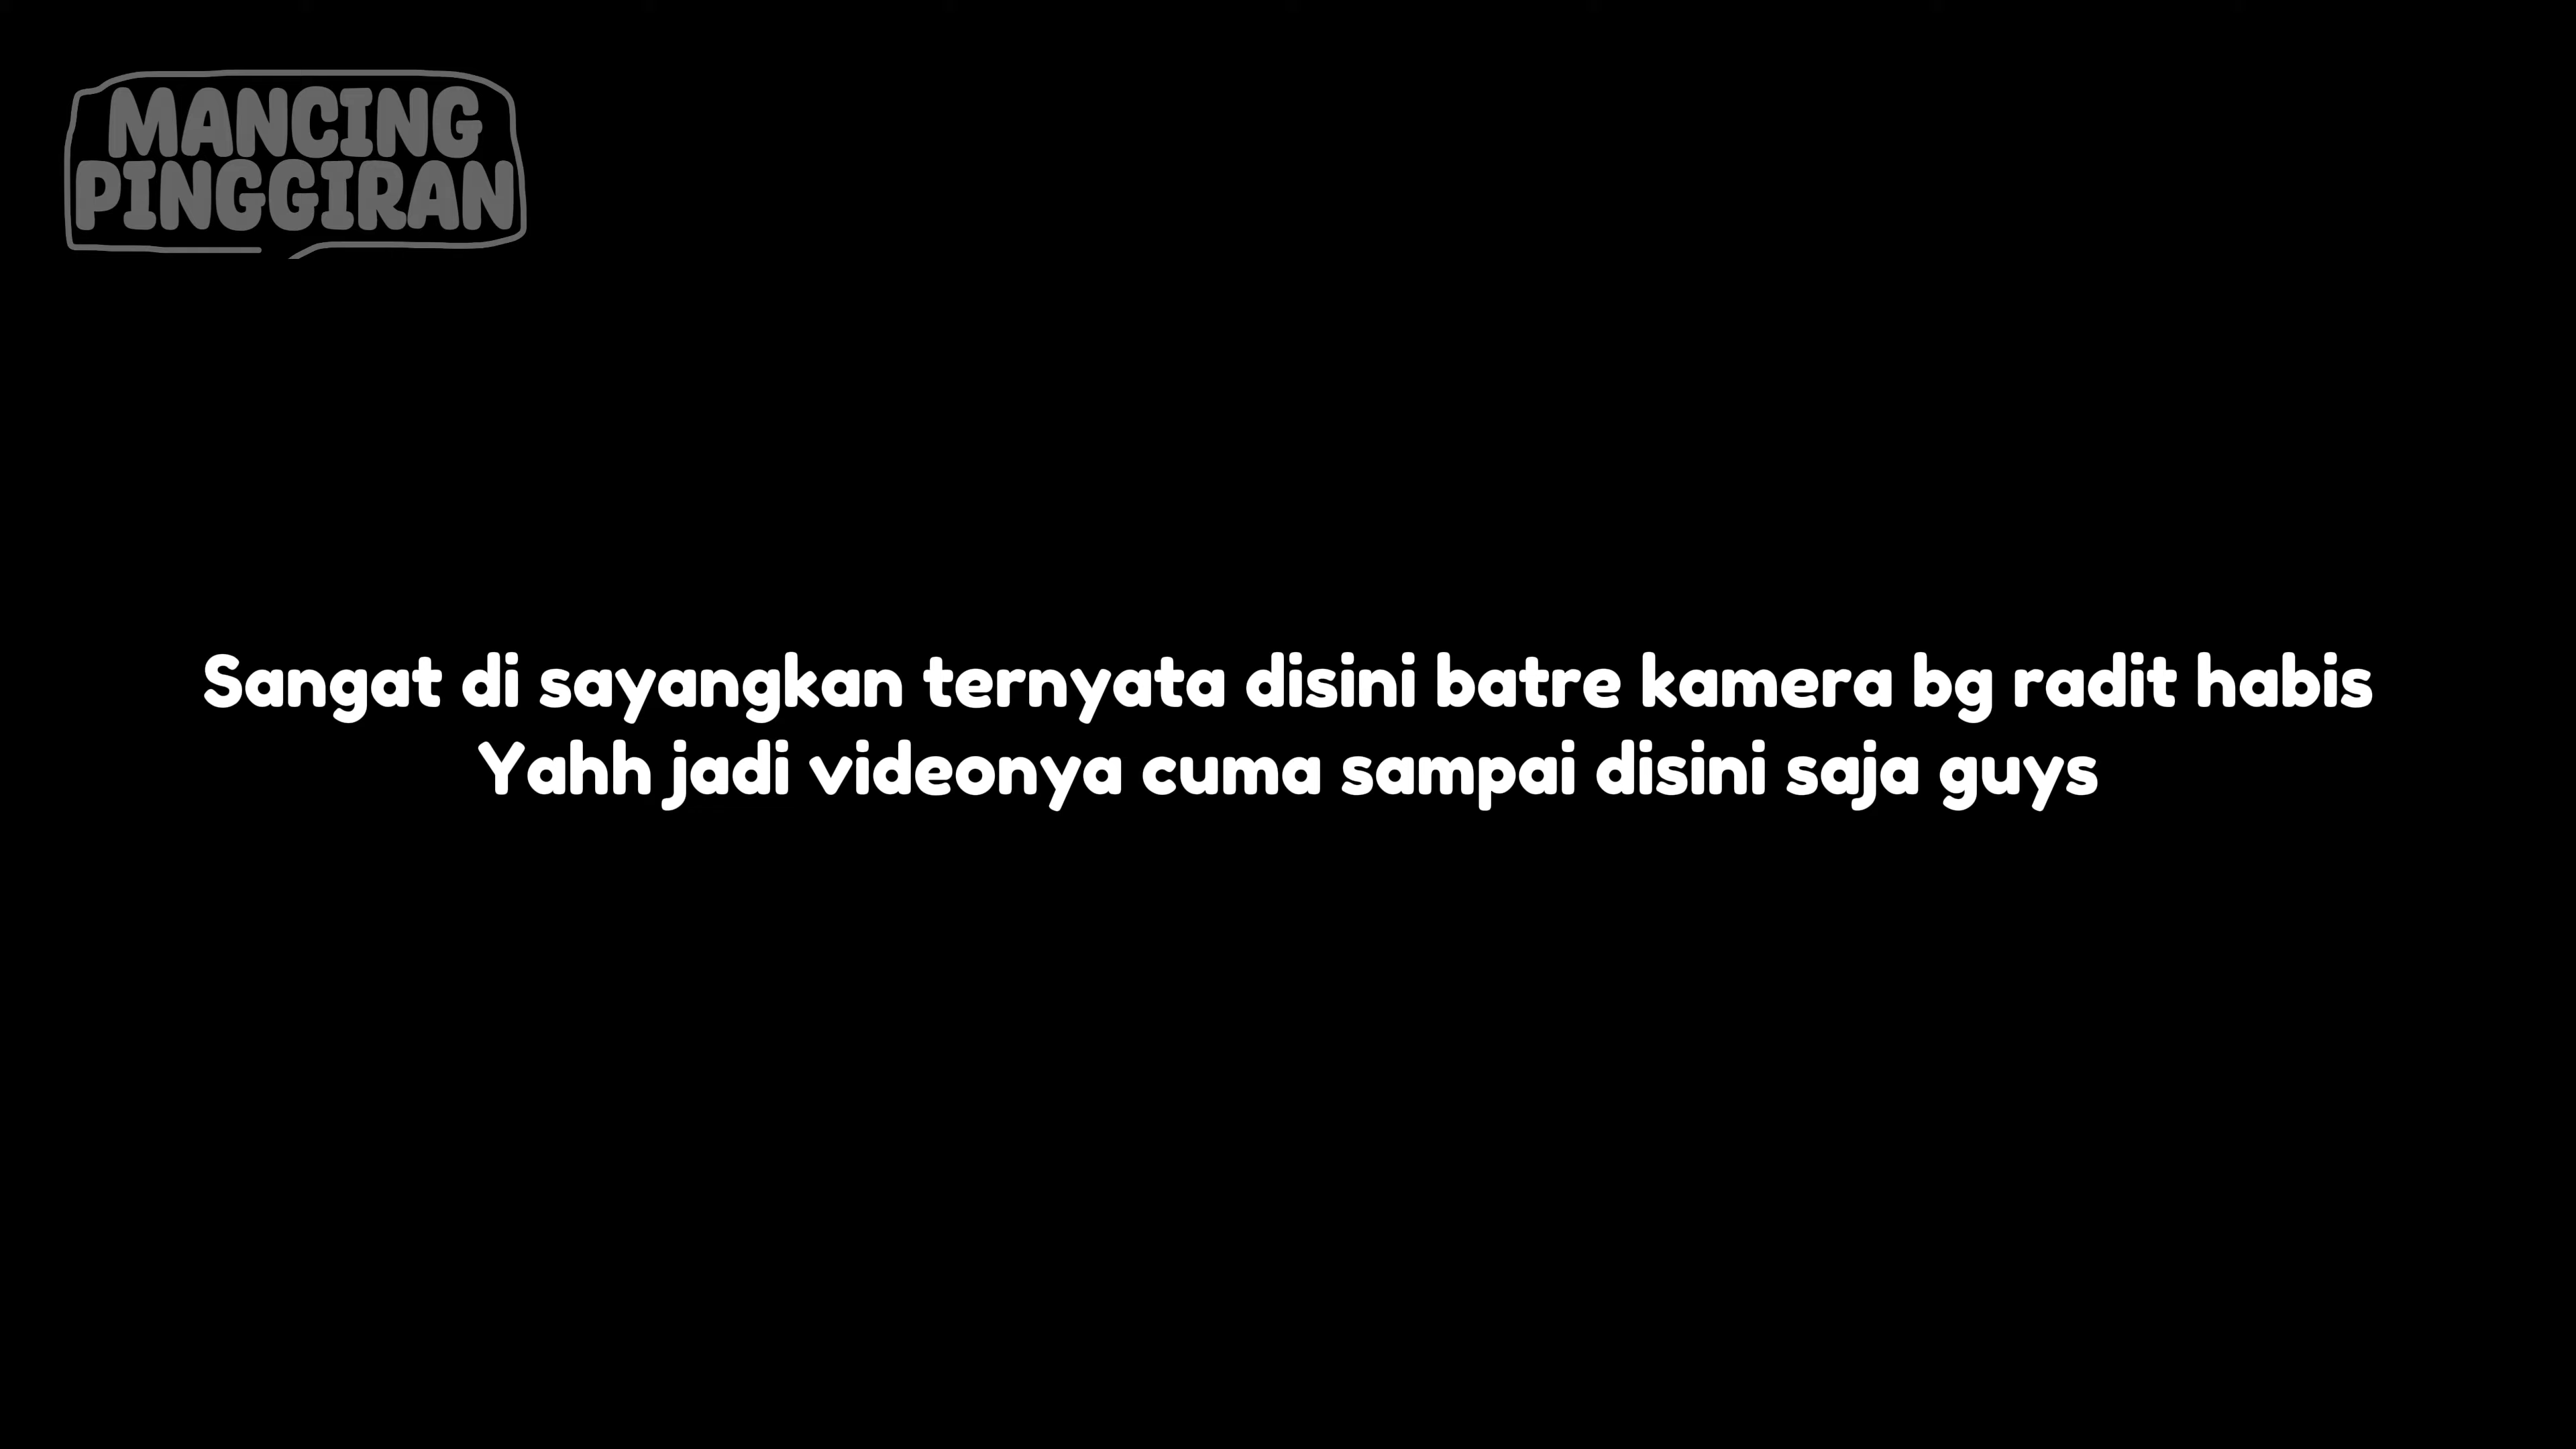 MANCING
PINGGIRAN
Sangat di sayangkan ternyata disini batre kamera bg radit habis
Yahh jadi videonya cuma sampai disini saja guys